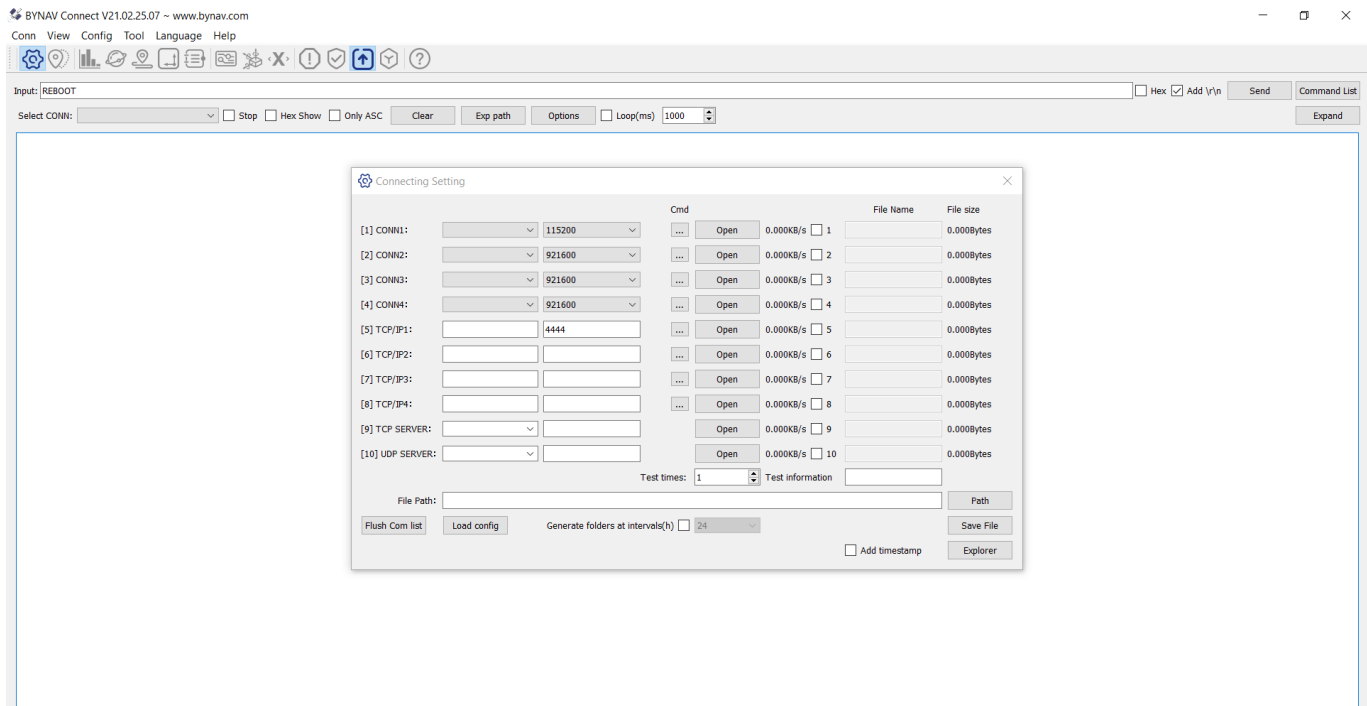 BYNAV Connect V21.02.25.07 ~ www.bynav.com
Conn View Config Tool Language Help
Input: REBOOT Hex Add \r\n Send Command List
Select CONN: Stop Hex Show Only ASC Clear Exp path Options Loop(ms) 1000 Expand
Connecting Setting
Cmd File Name File size
[1] CONN1: 115200 ... Open 0.000KB/s 1 0.000Bytes
[2] CONN2: 921600 ... Open 0.000KB/s 2 0.000Bytes
[3] CONN3: 921600 ... Open 0.000KB/s 3 0.000Bytes
[4] CONN4: 921600 ... Open 0.000KB/s 4 0.000Bytes
[5] TCP/IP1: 4444 ... Open 0.000KB/s 5 0.000Bytes
[6] TCP/IP2: ... Open 0.000KB/s 6 0.000Bytes
[7] TCP/IP3: ... Open 0.000KB/s 7 0.000Bytes
[8] TCP/IP4: ... Open 0.000KB/s 8 0.000Bytes
[9] TCP SERVER: Open 0.000KB/s 9 0.000Bytes
[10] UDP SERVER: Open 0.000KB/s 10 0.000Bytes
Test times: 1 Test information
File Path: Path
Flush Com list Load config Generate folders at intervals(h) 24 Save File
Add timestamp Explorer